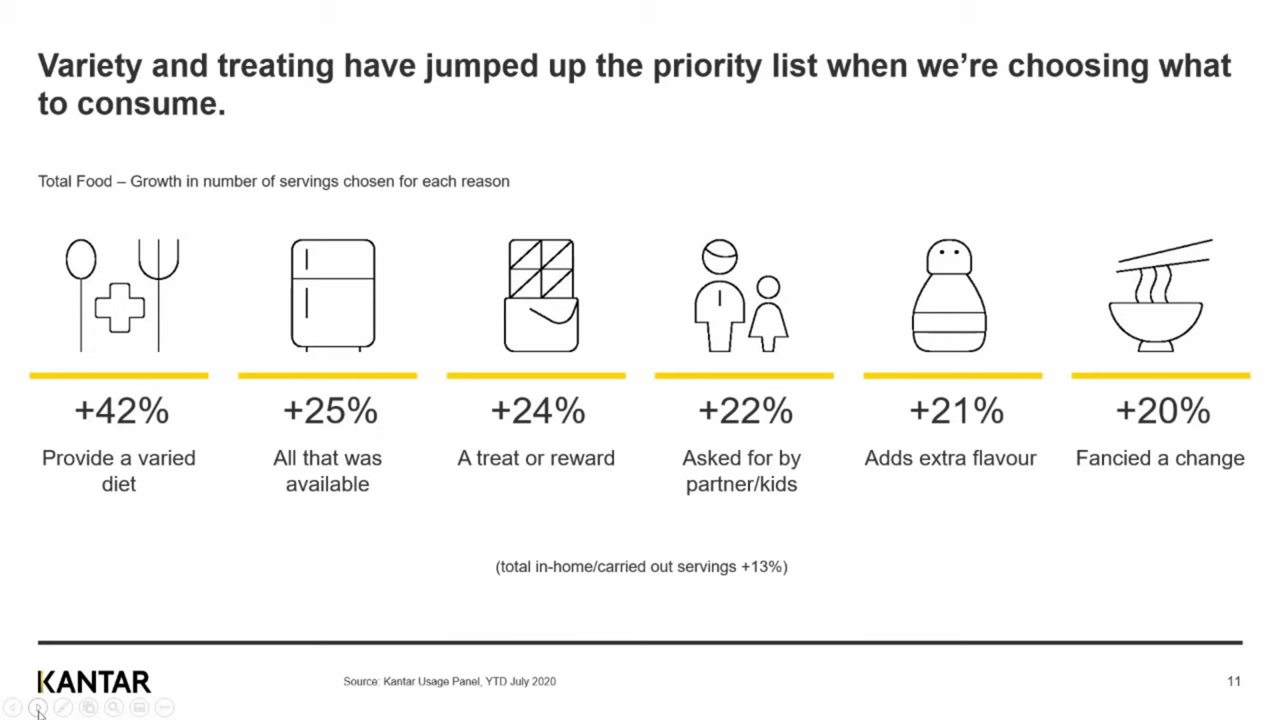 Variety and treating have jumped up the priority list when we’re choosing what
to consume.
Total Food – Growth in number of servings chosen for each reason
+42%
Provide a varied
diet
+25%
All that was
available
+24%
A treat or reward
+22%
Asked for by
partner/kids
+21%
Adds extra flavour
+20%
Fancied a change
(total in-home/carried out servings +13%)
KANTAR
Source: Kantar Usage Panel, YTD July 2020
11